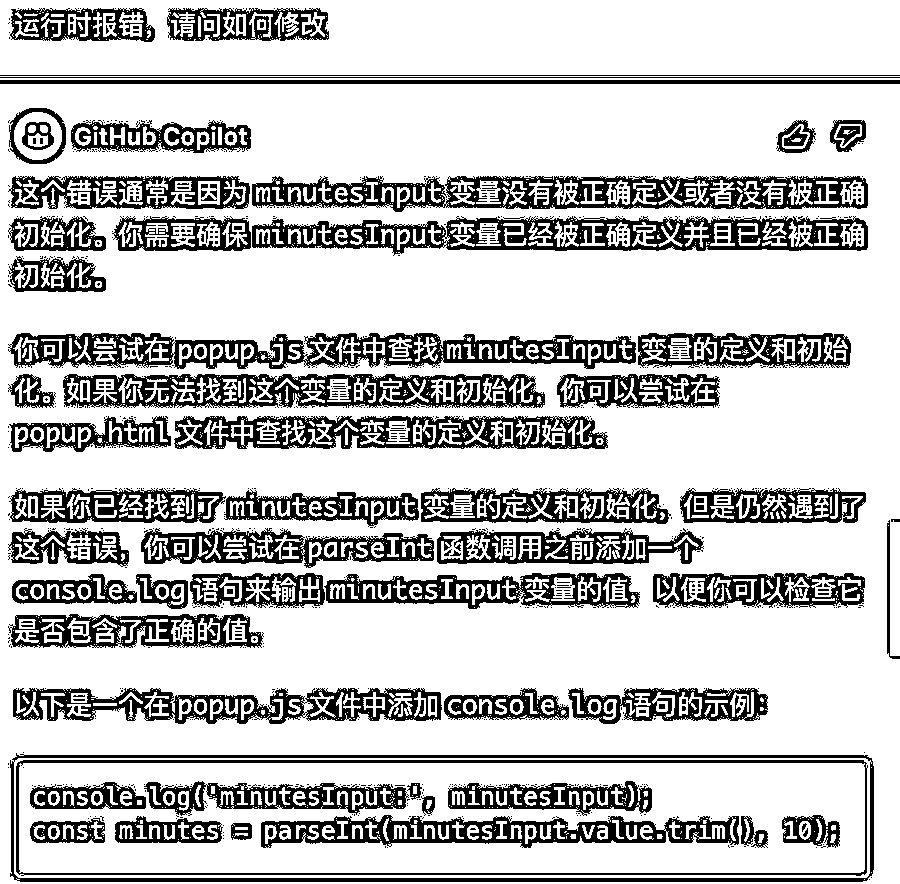 运行时报错，请问如何修改
GitHub Copilot
这个错误通常是因为 minutesInput 变量没有被正确定义或者没有被正确
初始化。你需要确保 minutesInput 变量已经被正确定义并且已经被正确
初始化。
你可以尝试在 popup.js 文件中查找 minutesInput 变量的定义和初始
化。如果你无法找到这个变量的定义和初始化，你可以尝试在
popup.html 文件中查找这个变量的定义和初始化。
如果你已经找到了 minutesInput 变量的定义和初始化，但是仍然遇到了
这个错误，你可以尝试在 parseInt 函数调用之前添加一个
console.log 语句来输出 minutesInput 变量的值，以便你可以检查它
是否包含了正确的值。
以下是一个在 popup.js 文件中添加 console.log 语句的示例：
console.log('minutesInput:', minutesInput);
const minutes = parseInt(minutesInput.value.trim(), 10);